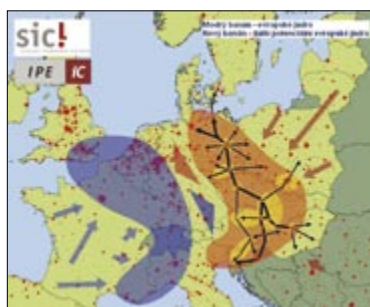 sic!
IPE IC
Modrý banán - evropské jádro
Nový banán - další potenciální evropské jádro